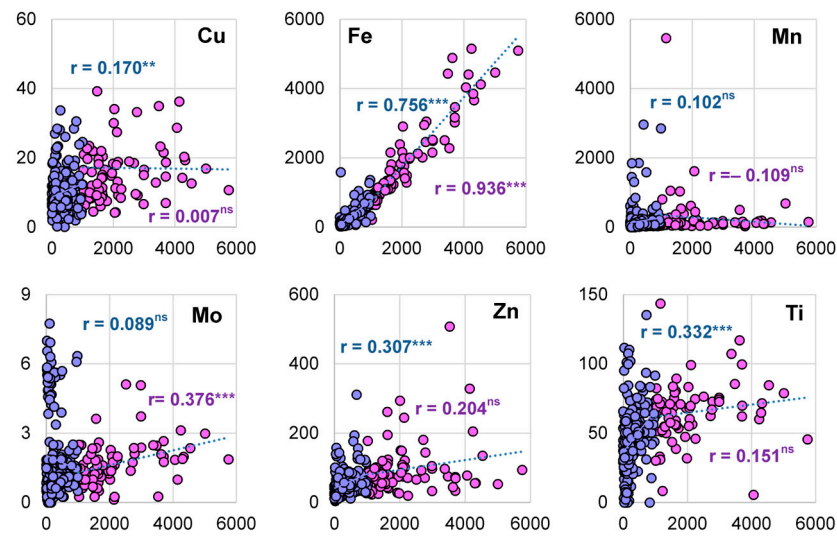 60 Cu
r = 0.170**
40
20
r = 0.007ns
0
0 2000 4000 6000
6000 Fe
4000
r = 0.756***
2000
r = 0.936***
0
0 2000 4000 6000
6000 Mn
4000
r = 0.102ns
2000
r =– 0.109ns
0
0 2000 4000 6000
9 Mo
r = 0.089ns
6
r= 0.376***
3
0
0 2000 4000 6000
600 Zn
r = 0.307***
400
r = 0.204ns
200
0
0 2000 4000 6000
150 Ti
r = 0.332***
100
50
r = 0.151ns
0
0 2000 4000 6000